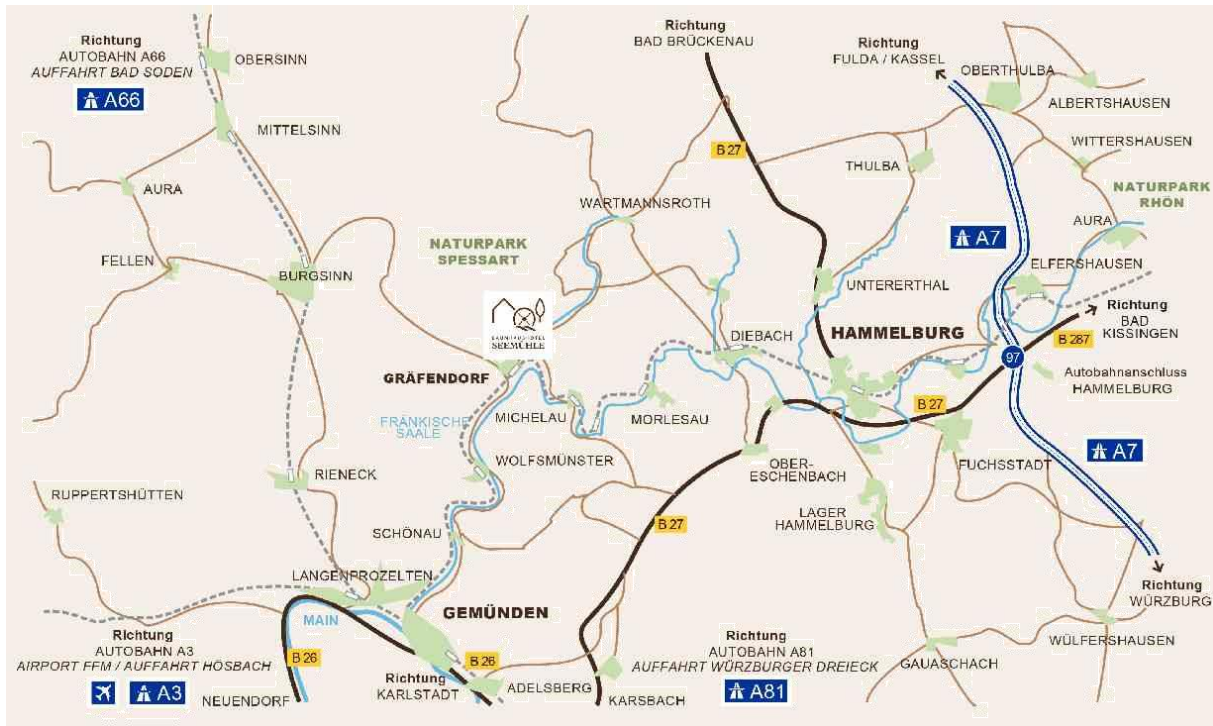 Richtung
AUTOBAHN A66
AUFFAHRT BAD SODEN
A66
OBERSINN
MITTELSINN
AURA
FELLEN
BURGSINN
Richtung
BAD BRÜCKENAU
Richtung
FULDA / KASSEL
OBERTHULBA
ALBERTSHAUSEN
WITTERSHAUSEN
B 27
THULBA
NATURPARK
RHÖN
WARTMANNSROTH
AURA
A7
NATURPARK
SPESSART
ELFERSHAUSEN
UNTERERTHAL
Richtung
BAD
KISSINGEN
B 287
SEEMÜHLE
DIEBACH
HAMMELBURG
97
Autobahnanschluss
HAMMELBURG
GRÄFENDORF
B 27
MICHELAU
MORLESAU
FRÄNKISCHE
SAALE
A7
WOLFSMÜNSTER
OBER-
ESCHENBACH
FUCHSSTADT
RIENECK
RUPPERTSHÜTTEN
LAGER
HAMMELBURG
B 27
SCHÖNAU
LANGENPROZELTEN
Richtung
WÜRZBURG
GEMÜNDEN
MAIN
Richtung
AUTOBAHN A3
AIRPORT FFM / AUFFAHRT HÖSBACH
A3
B 26
NEUENDORF
B 26
Richtung
KARLSTADT
ADELSBERG
KARSBACH
Richtung
AUTOBAHN A81
AUFFAHRT WÜRZBURGER DREIECK
A81
GAUASCHACH
WÜLFERSHAUSEN